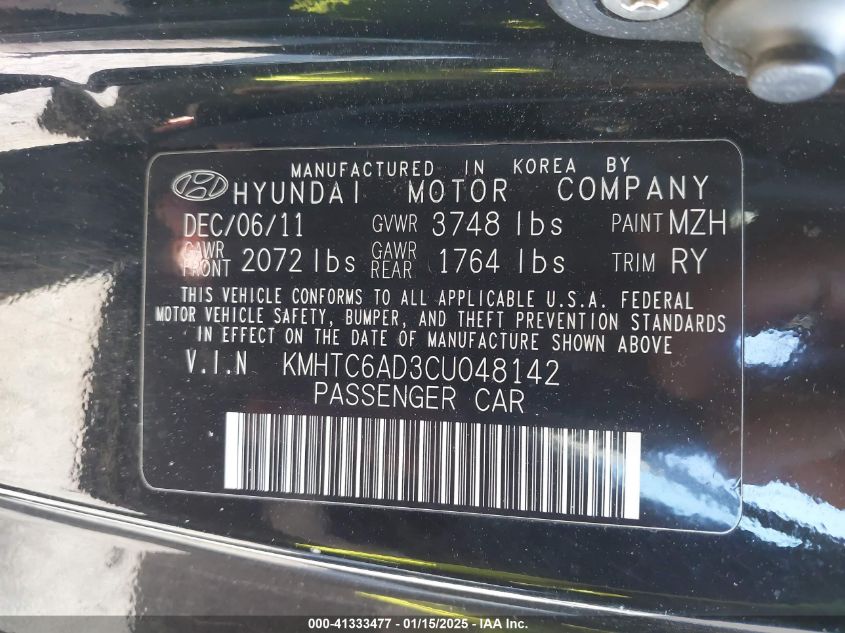 MANUFACTURED IN KOREA BY
HYUNDAI MOTOR COMPANY
DEC/06/11 GVWR 3748 lbs PAINT MZH
GAWR FRONT 2072 lbs GAWR REAR 1764 lbs TRIM RY
THIS VEHICLE CONFORMS TO ALL APPLICABLE U.S.A. FEDERAL
MOTOR VEHICLE SAFETY, BUMPER, AND THEFT PREVENTION STANDARDS
IN EFFECT ON THE DATE OF MANUFACTURE SHOWN ABOVE.
V.I.N KMHTC6AD3CU048142
PASSENGER CAR
000-41333477 - 01/15/2025 - IAA Inc.